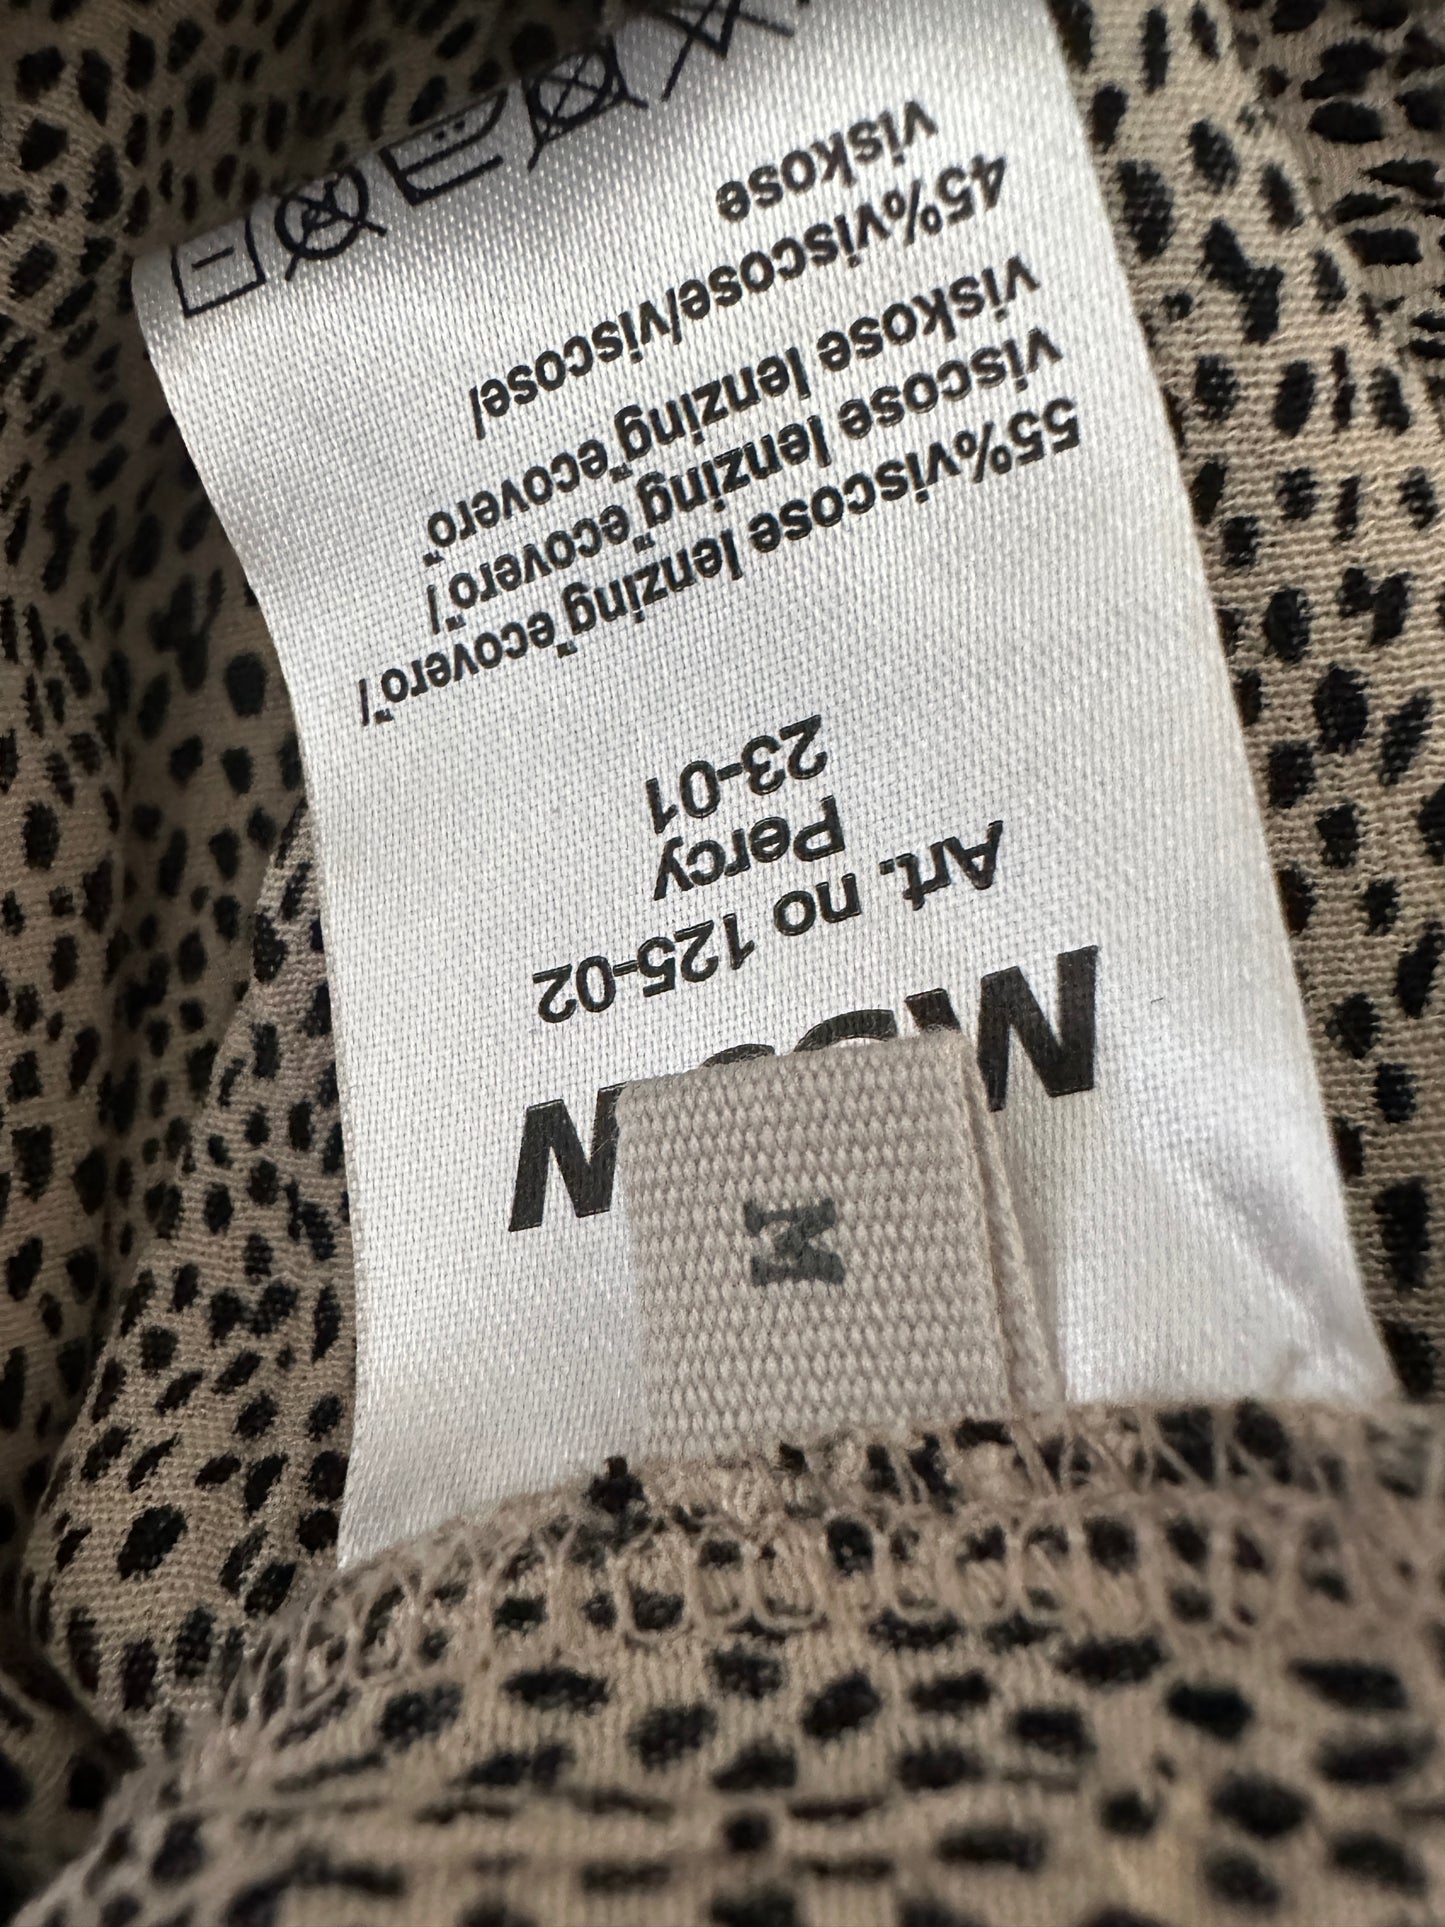 M
Art. no 125-02
Percy
23-01
55%viscose lenzing"ecovero"/
viscose lenzing"ecovero"/
viskose lenzing"ecovero"
45%viscose/viscose/
viskose